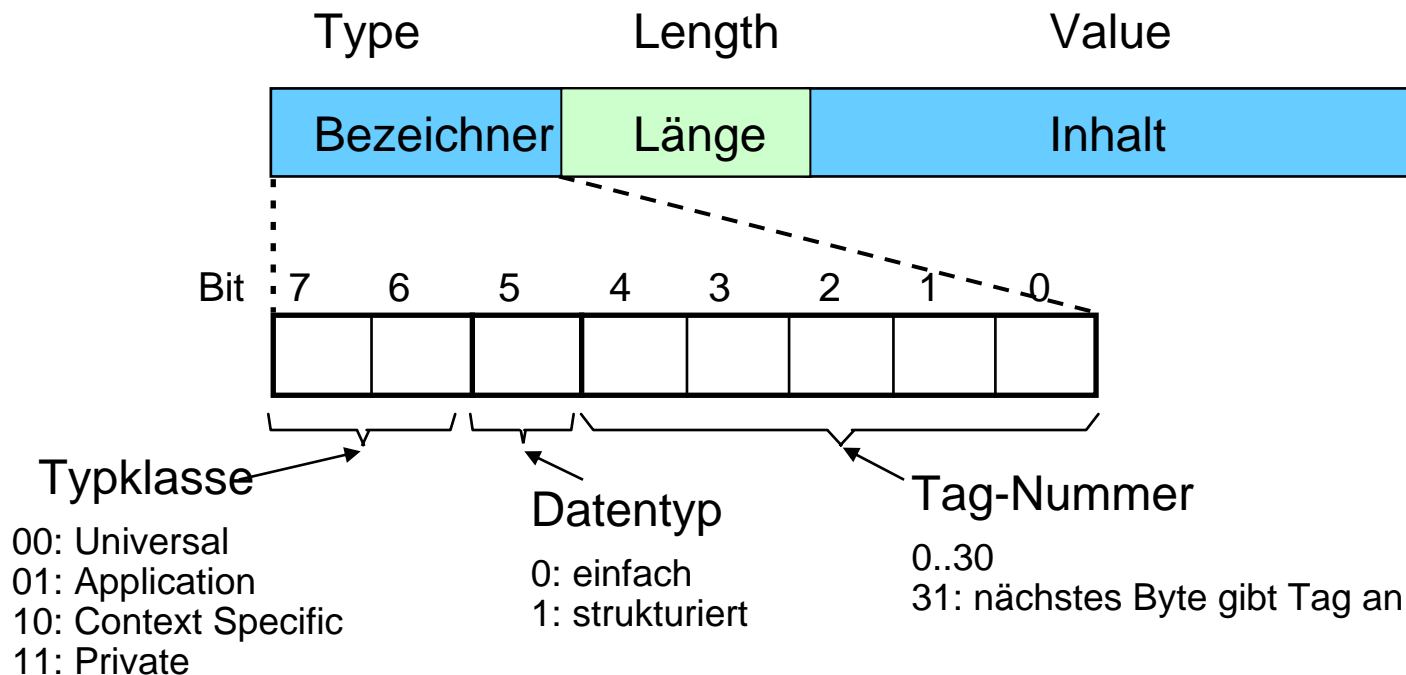 Type Length Value
Bezeichner Länge Inhalt
Bit 7 6 5 4 3 2 1 0
Typklasse
00: Universal
01: Application
10: Context Specific
11: Private
Datentyp
0: einfach
1: strukturiert
Tag-Nummer
0..30
31: nächstes Byte gibt Tag an